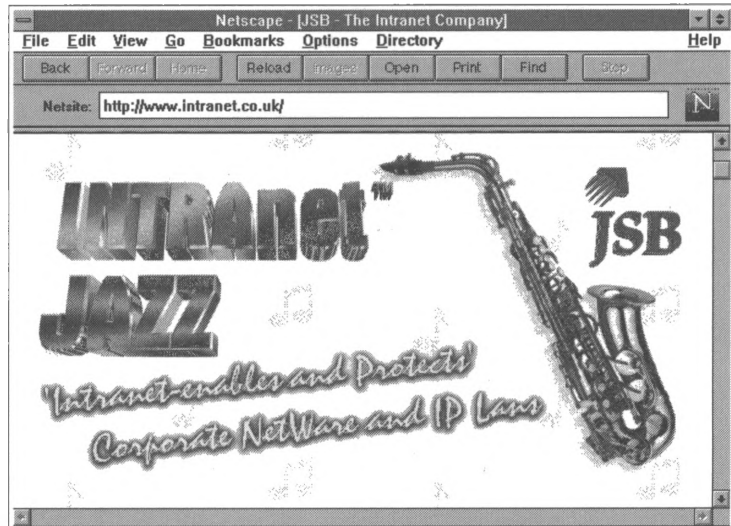 Netscape - [JSB - The Intranet Company]
File Edit View Go Bookmarks Options Directory Help
Back Forward Home Reload Images Open Print Find Stop
Netsite: http://www.intranet.co.uk/
N
INTRAnet™
JSB
JAZZ
'Intranet-enables and Protects'
Corporate NetWare and IP Lans